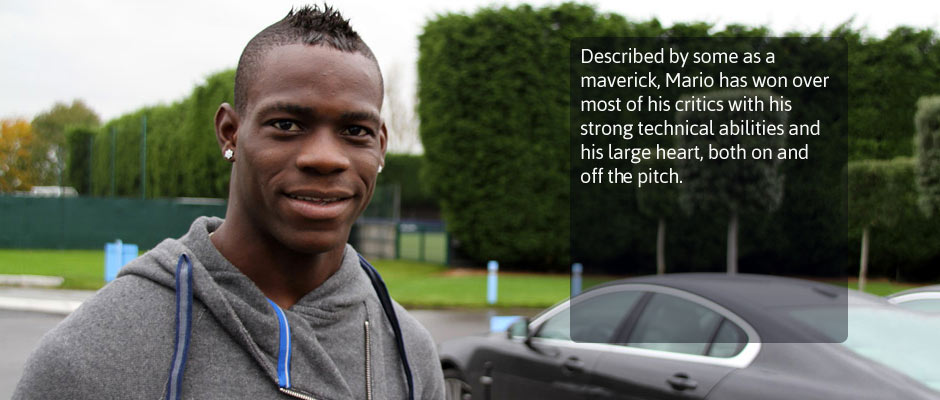 Described by some as a
maverick, Mario has won over
most of his critics with his
strong technical abilities and
his large heart, both on and
off the pitch.